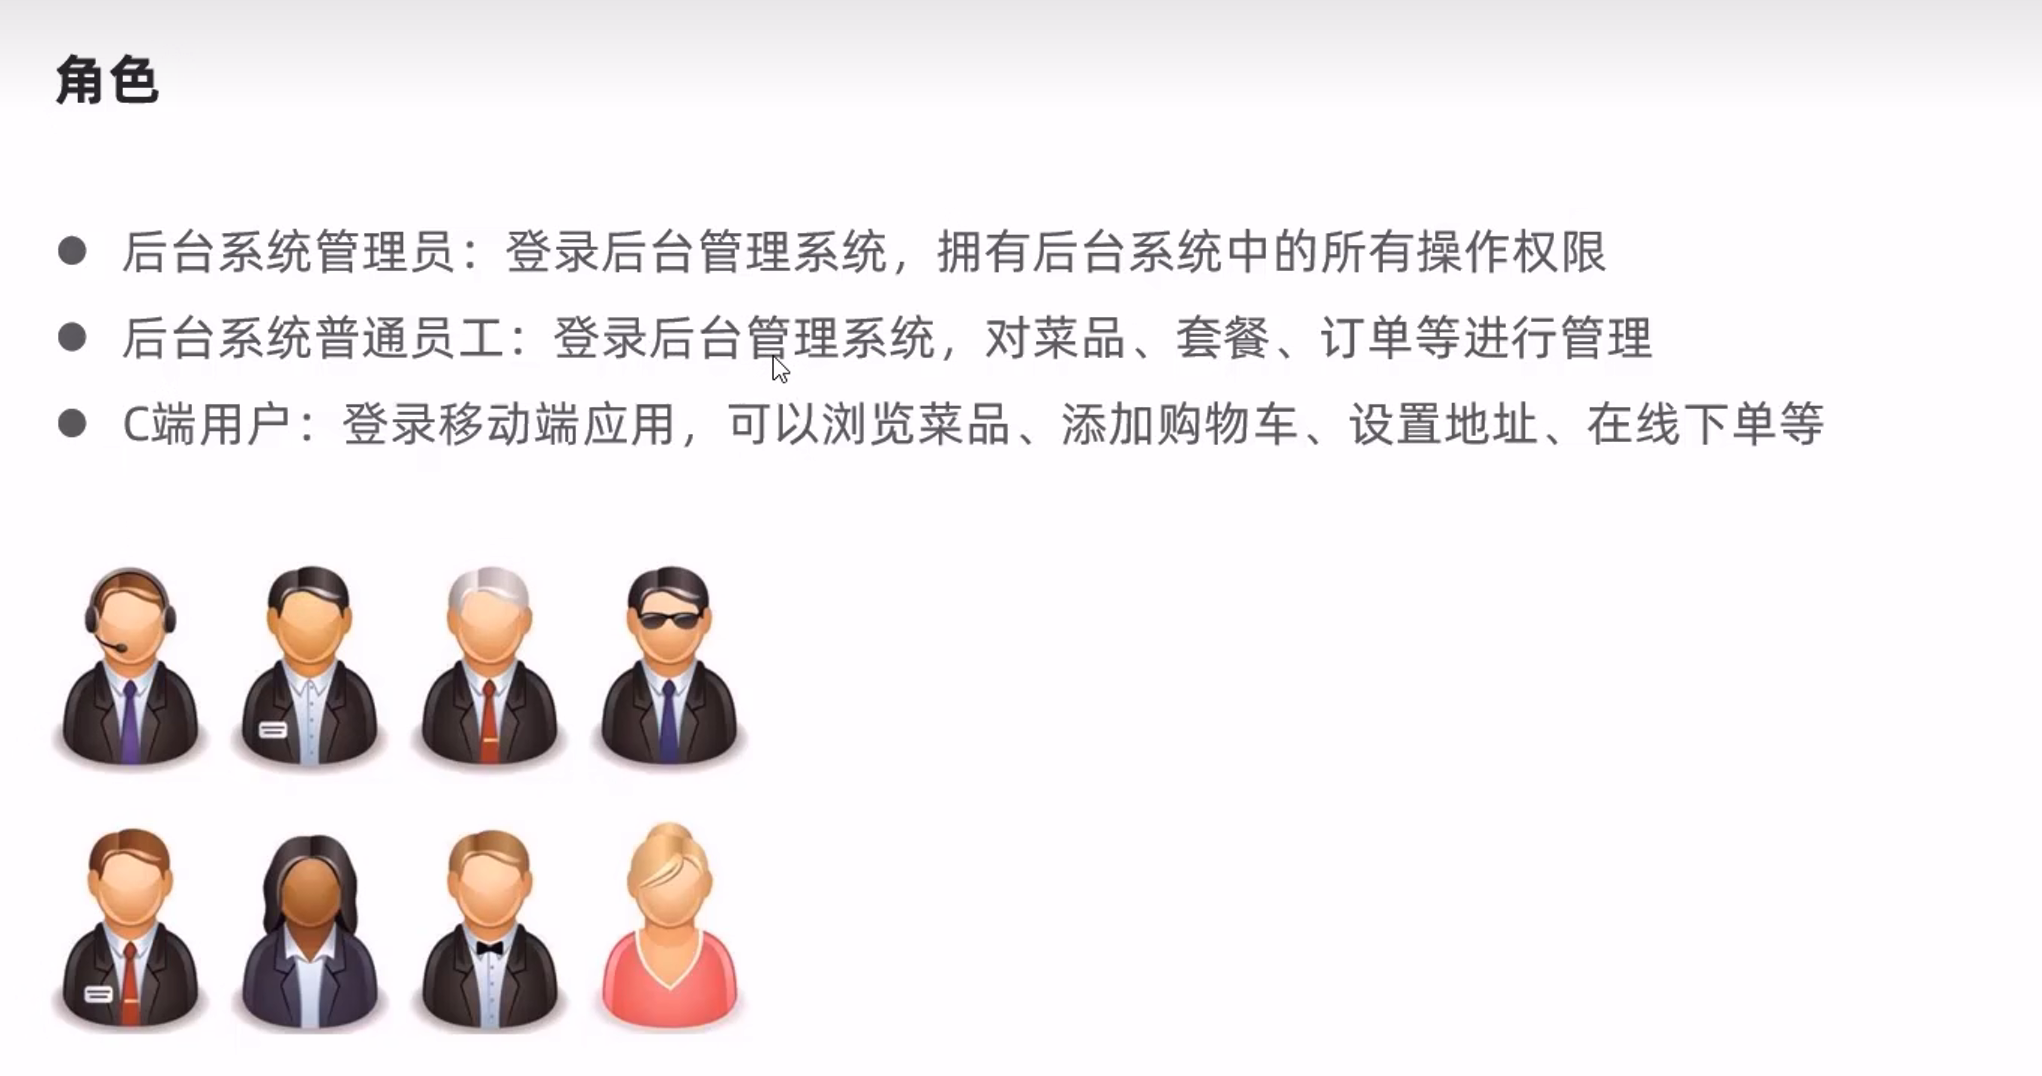 角色
后台系统管理员：登录后台管理系统，拥有后台系统中的所有操作权限
后台系统普通员工：登录后台管理系统，对菜品、套餐、订单等进行管理
C端用户：登录移动端应用，可以浏览菜品、添加购物车、设置地址、在线下单等